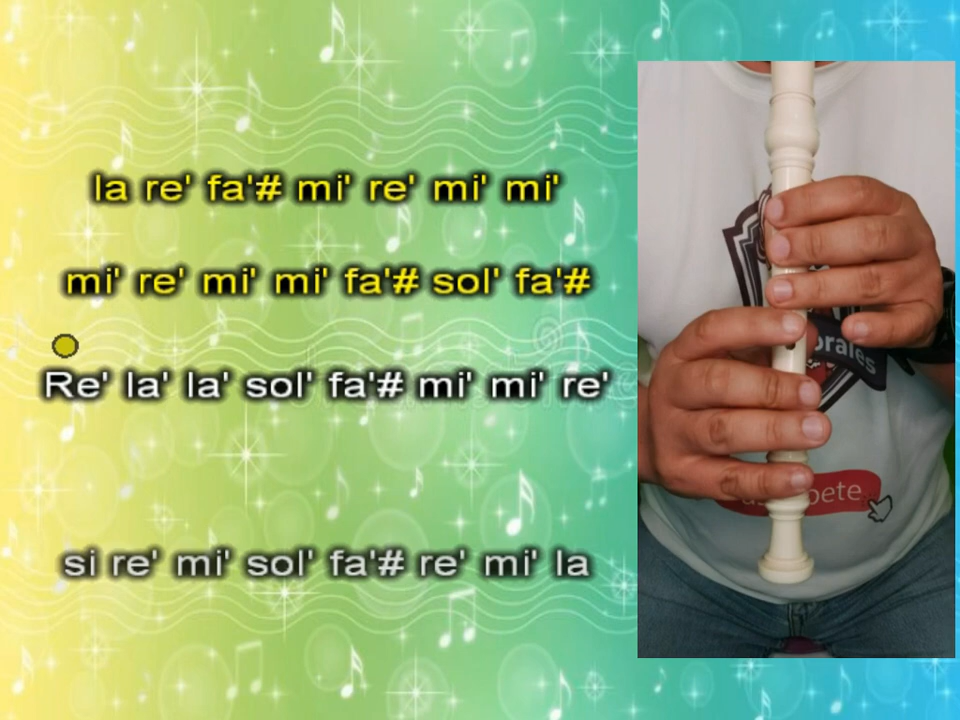 la re' fa'# mi' re' mi' mi'
mi' re' mi' mi' fa'# sol' fa'#
Re' la' la' sol' fa'# mi' mi' re'
si re' mi' sol' fa'# re' mi' la